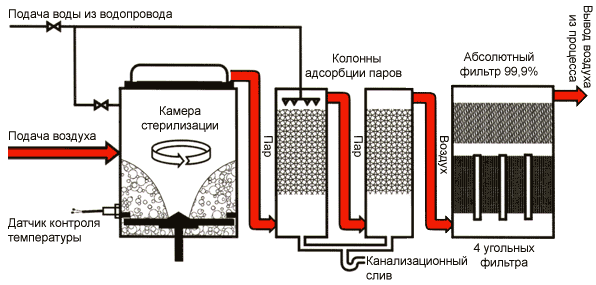 Подача воды из водопровода
Вывод воздуха
из процесса
Колонны
адсорбции паров
Абсолютный
фильтр 99,9%
Камера
стерилизации
Подача воздуха
Пар
Пар
Воздух
Датчик контроля
температуры
Канализационный
слив
4 угольных
фильтра